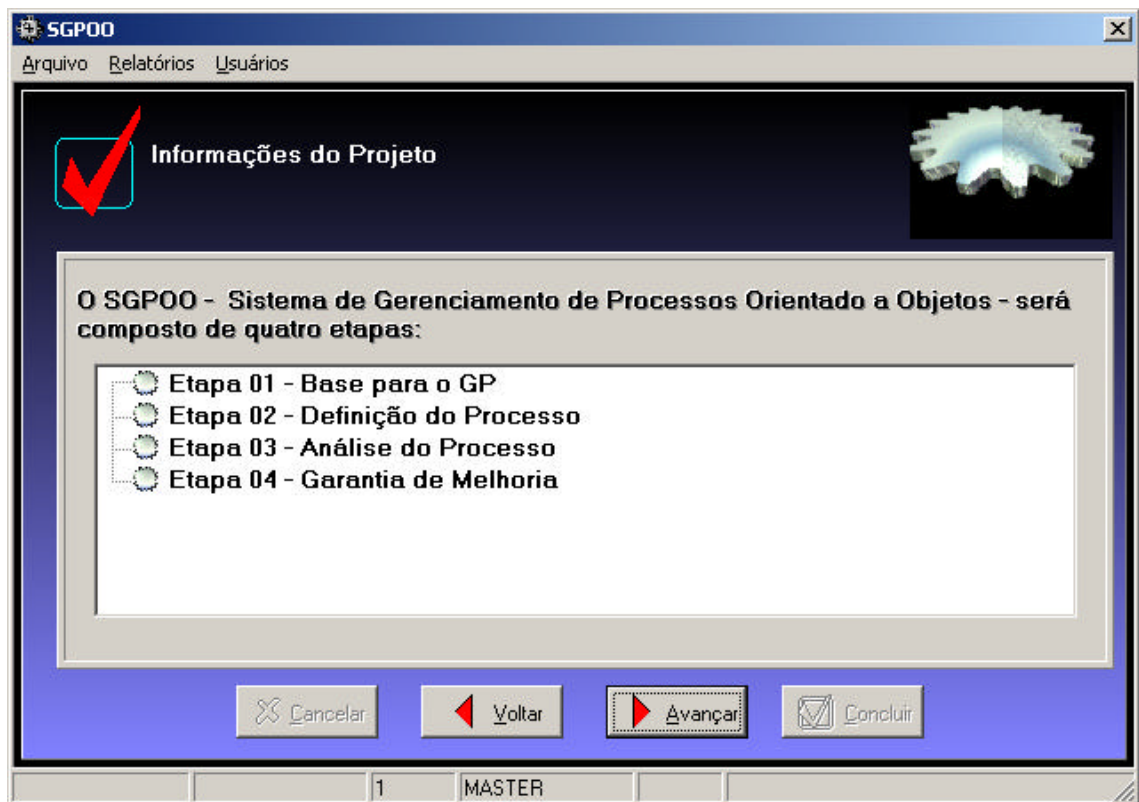 SGPOO
Arquivo Relatórios Usuários
Informações do Projeto
O SGPOO - Sistema de Gerenciamento de Processos Orientado a Objetos - será
composto de quatro etapas:
Etapa 01 - Base para o GP
Etapa 02 - Definição do Processo
Etapa 03 - Análise do Processo
Etapa 04 - Garantia de Melhoria
Cancelar Voltar Avançar Concluir
1 MASTER